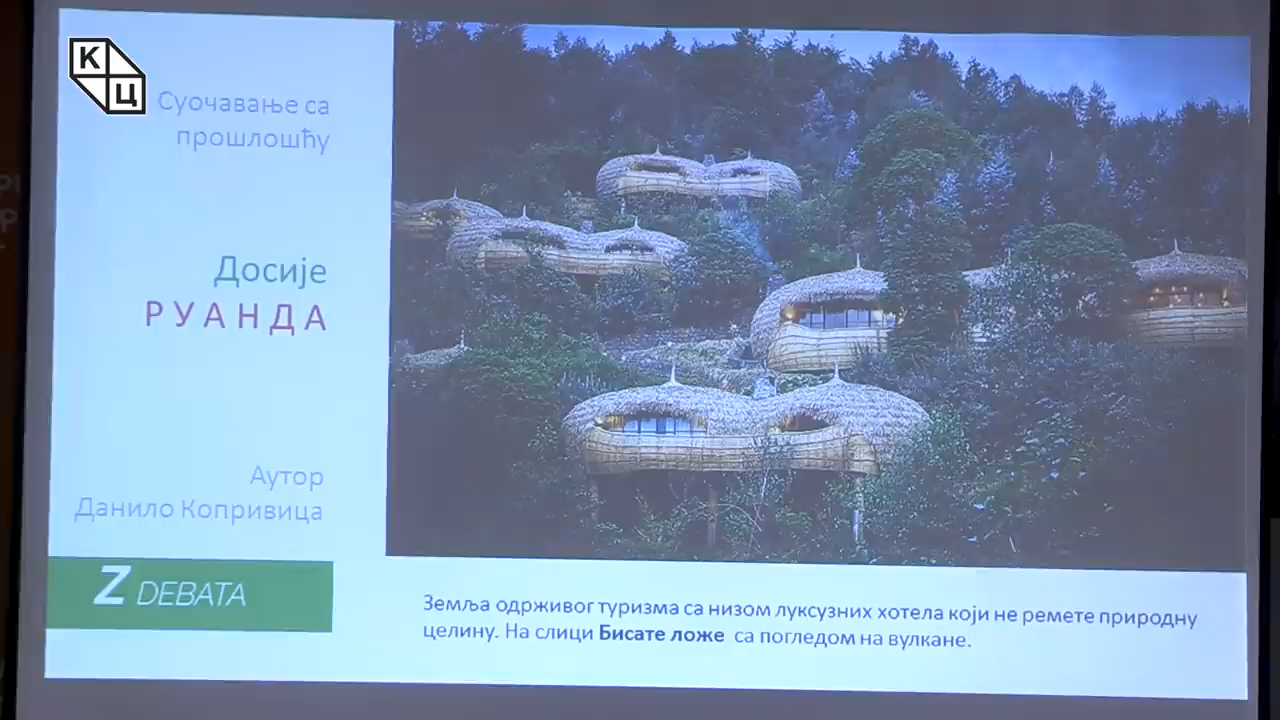 КЦ
Суочавање са
прошлошћу
Досије
РУАНДА
Аутор
Данило Копривица
Z DEBATA
Земља одрживог туризма са низом луксузних хотела који не ремете природну
целину. На слици Бисате ложе са погледом на вулкане.